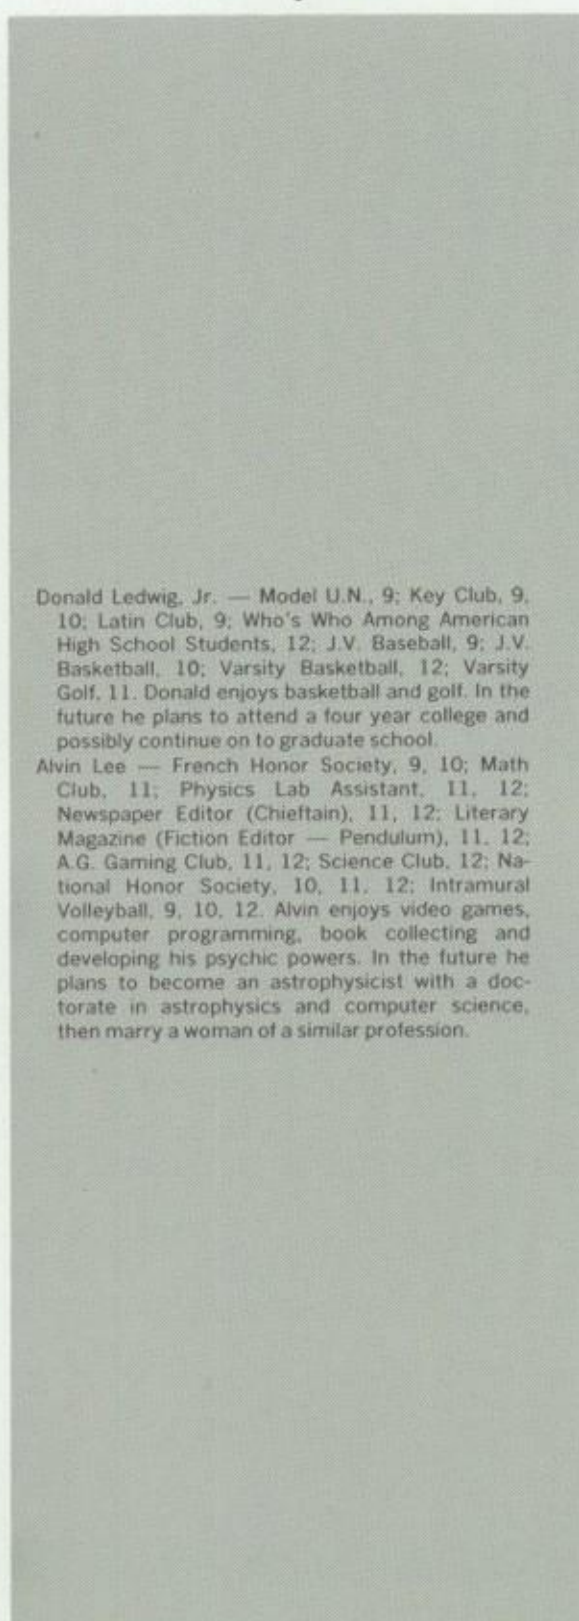 Donald Ledwig, Jr. — Model U.N., 9; Key Club, 9,
10; Latin Club, 9; Who's Who Among American
High School Students, 12; J.V. Baseball, 9; J.V.
Basketball, 10; Varsity Basketball, 12; Varsity
Golf, 11. Donald enjoys basketball and golf. In the
future he plans to attend a four year college and
possibly continue on to graduate school.
Alvin Lee — French Honor Society, 9, 10; Math
Club, 11; Physics Lab Assistant, 11, 12;
Newspaper Editor (Chieftain), 11, 12; Literary
Magazine (Fiction Editor — Pendulum), 11, 12;
A.G. Gaming Club, 11, 12; Science Club, 12; Na-
tional Honor Society, 10, 11, 12; Intramural
Volleyball, 9, 10, 12. Alvin enjoys video games,
computer programming, book collecting and
developing his psychic powers. In the future he
plans to become an astrophysicist with a doc-
torate in astrophysics and computer science,
then marry a woman of a similar profession.